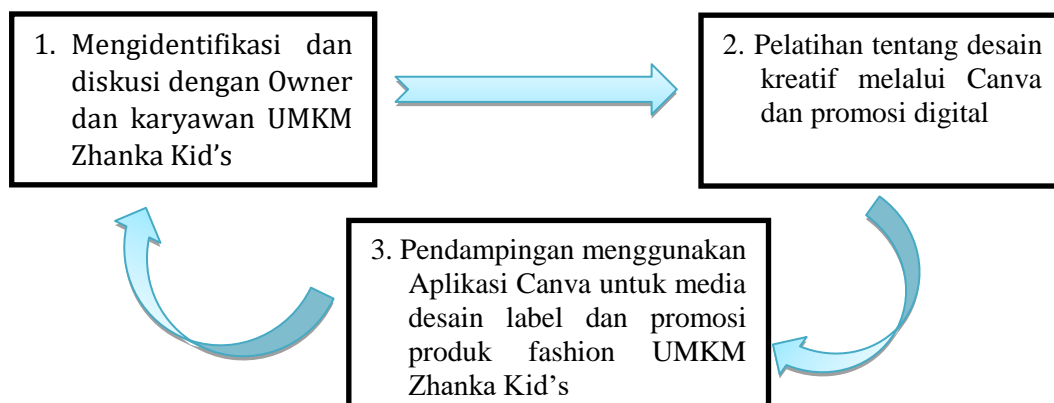 1. Mengidentifikasi dan
diskusi dengan Owner
dan karyawan UMKM
Zhanka Kid’s
2. Pelatihan tentang desain
kreatif melalui Canva
dan promosi digital
3. Pendampingan menggunakan
Aplikasi Canva untuk media
desain label dan promosi
produk fashion UMKM
Zhanka Kid’s